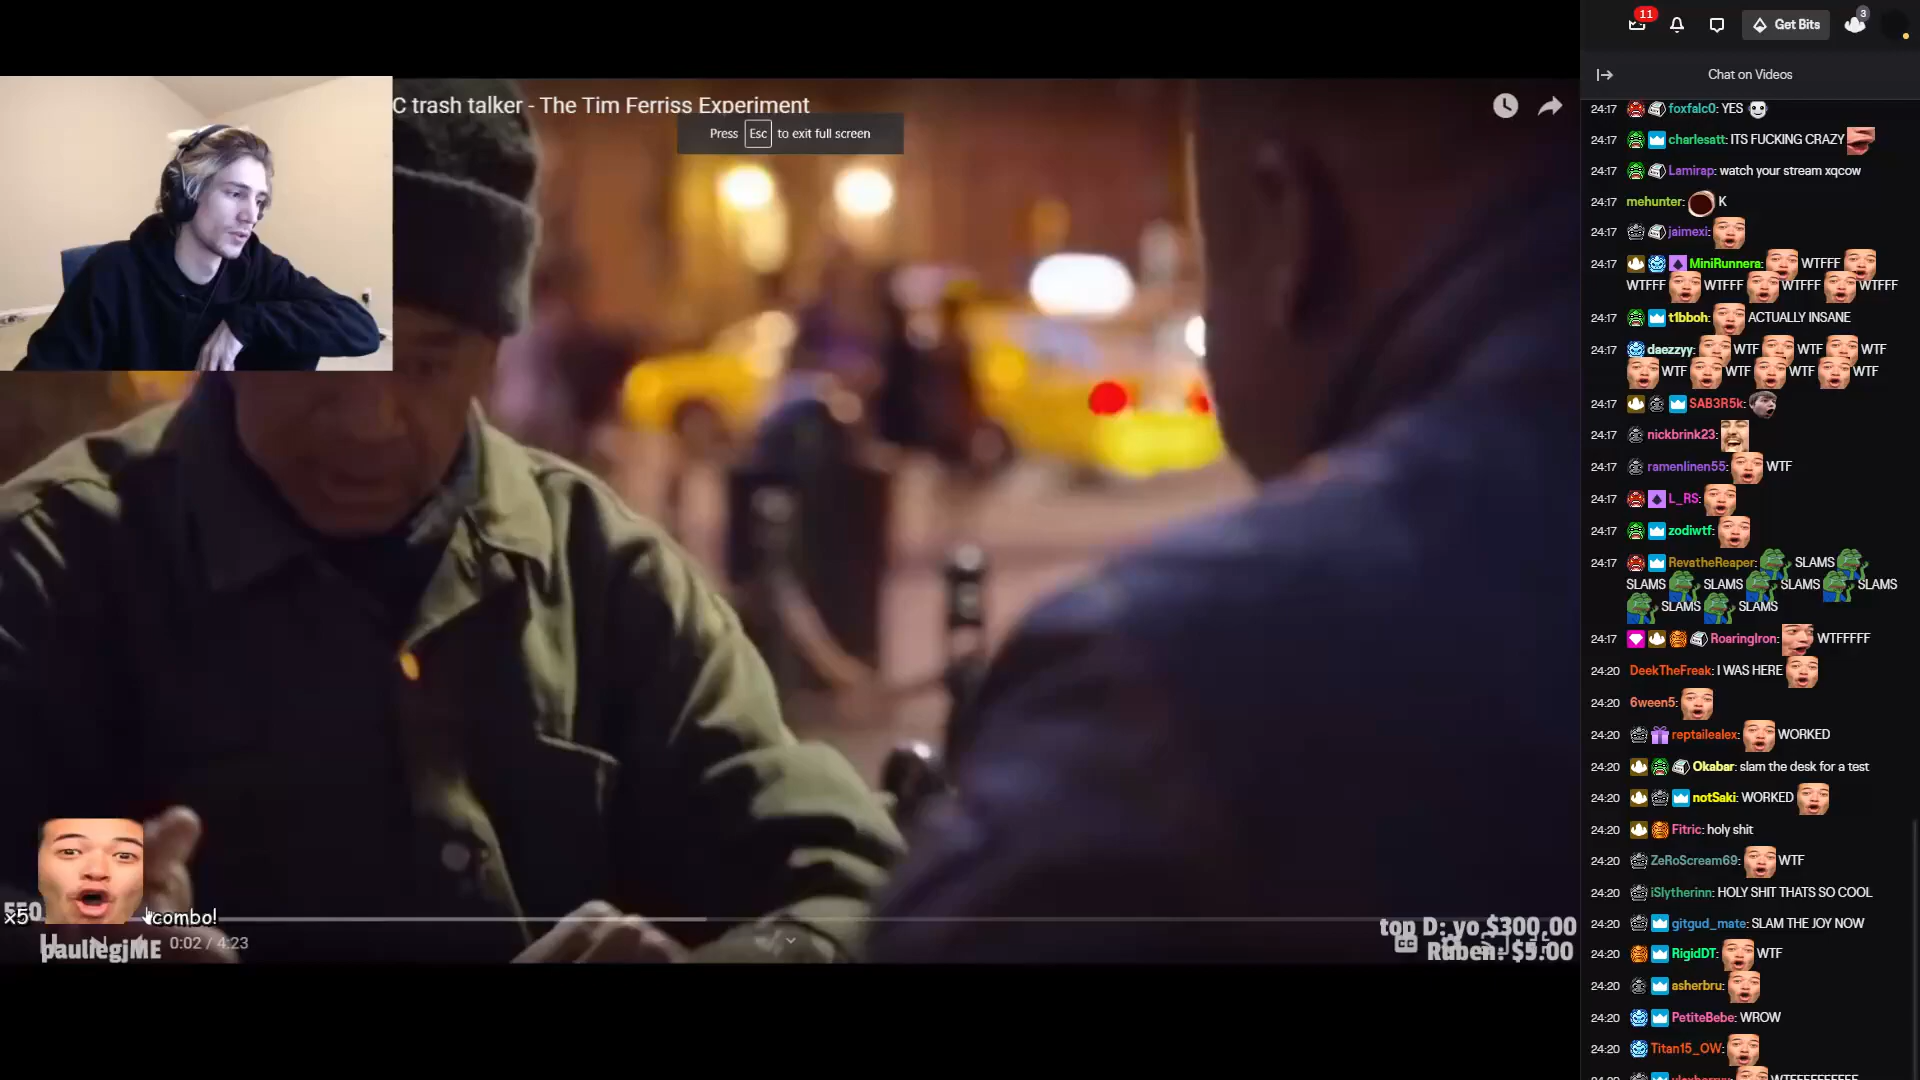 11
3
Get Bits
Chat on Videos
C trash talker - The Tim Ferriss Experiment
Press Esc to exit full screen
24:17 foxfalc0: YES
24:17 charlesatt: ITS FUCKING CRAZY
24:17 Lamirap: watch your stream xqcow
24:17 mehunter: K
24:17 jaimexi:
24:17 MiniRunnera: WTFFF
WTFFF WTFFF WTFFF WTFFF
24:17 t1bboh: ACTUALLY INSANE
24:17 daezzyy: WTF WTF WTF
WTF WTF WTF WTF
24:17 SAB3R5k:
24:17 nickbrink23:
24:17 ramenlinen55: WTF
24:17 L_RS:
24:17 zodiwtf:
24:17 RevatheReaper: SLAMS
SLAMS SLAMS SLAMS SLAMS
SLAMS SLAMS
24:17 RoaringIron: WTFFFFF
24:20 DeekTheFreak: I WAS HERE
24:20 6ween5:
24:20 reptailealex: WORKED
24:20 Okabar: slam the desk for a test
24:20 notSaki: WORKED
24:20 Fitric: holy shit
24:20 ZeRoScream69: WTF
24:20 iSlytherinn: HOLY SHIT THATS SO COOL
24:20 gitgud_mate: SLAM THE JOY NOW
24:20 RigidDT: WTF
24:20 asherbru:
24:20 PetiteBebe: WROW
24:20 Titan15_OW:
x5 combo!
0:02 / 4:23
CC
top D: yo $300.00
Ruben: $5.00